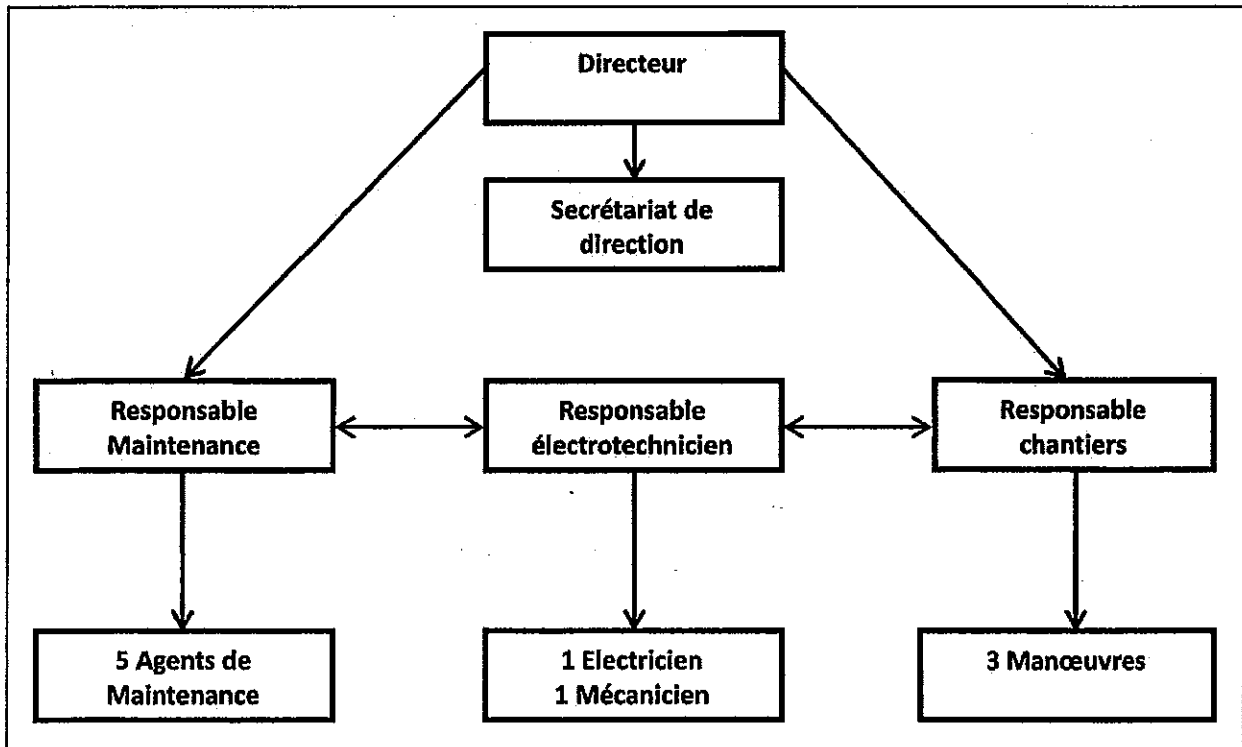 Directeur
Secrétariat de
direction
Responsable
Maintenance
Responsable
électrotechnicien
Responsable
chantiers
5 Agents de
Maintenance
1 Electricien
1 Mécanicien
3 Manœuvres